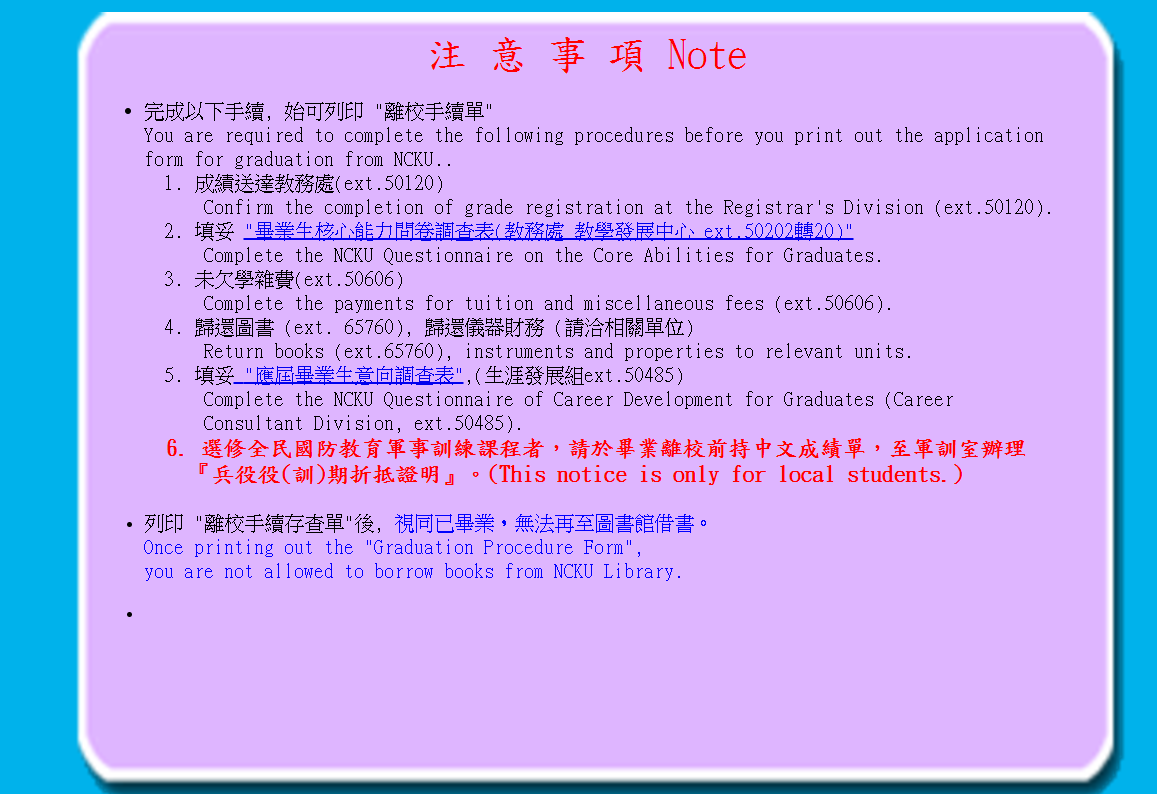 注 意 事 項 Note
• 完成以下手續, 始可列印 "離校手續單"
You are required to complete the following procedures before you print out the application
form for graduation from NCKU..
1. 成績送達教務處(ext.50120)
Confirm the completion of grade registration at the Registrar's Division (ext.50120).
2. 填妥 "畢業生核心能力問卷調查表(教務處 教學發展中心 ext.50202轉20)"
Complete the NCKU Questionnaire on the Core Abilities for Graduates.
3. 未欠學雜費(ext.50606)
Complete the payments for tuition and miscellaneous fees (ext.50606).
4. 歸還圖書 (ext. 65760), 歸還儀器財務 (請洽相關單位)
Return books (ext.65760), instruments and properties to relevant units.
5. 填妥 "應屆畢業生意向調查表",(生涯發展組ext.50485)
Complete the NCKU Questionnaire of Career Development for Graduates (Career
Consultant Division, ext.50485).
6. 選修全民國防教育軍事訓練課程者，請於畢業離校前持中文成績單，至軍訓室辦理
『兵役役(訓)期折抵證明』。(This notice is only for local students.)
• 列印 "離校手續存查單"後, 視同已畢業，無法再至圖書館借書。
Once printing out the "Graduation Procedure Form",
you are not allowed to borrow books from NCKU Library.
•